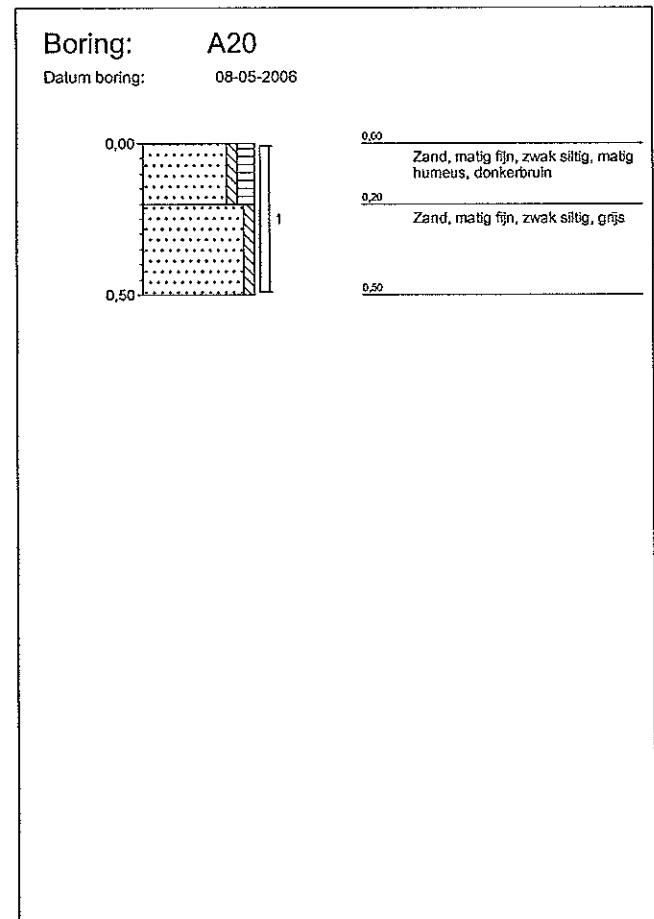 Boring: A20
Datum boring: 08-05-2006
0,00
0,50
1
0,00
Zand, matig fijn, zwak siltig, matig
humeus, donkerbruin
0,20
Zand, matig fijn, zwak siltig, grijs
0,50